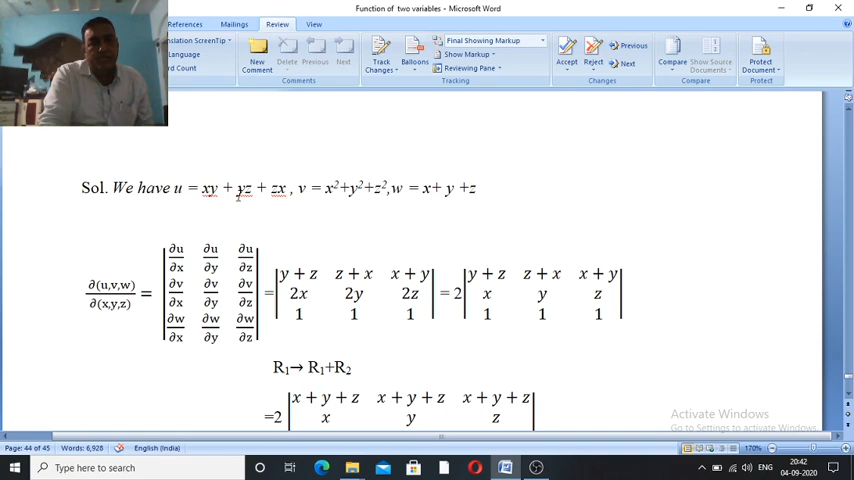 Function of two variables - Microsoft Word
References Mailings Review View
Translation ScreenTip
Language
Word Count
New Comment
Delete
Previous
Next
Comments
Track Changes
Balloons
Final Showing Markup
Show Markup
Reviewing Pane
Tracking
Accept
Reject
Previous
Next
Changes
Compare
Show Source Documents
Compare
Protect Document
Protect
Sol. We have u = xy + yz + zx , v = x²+y²+z²,w = x+ y +z
∂(u,v,w)/∂(x,y,z) = |∂u/∂x ∂u/∂y ∂u/∂z; ∂v/∂x ∂v/∂y ∂v/∂z; ∂w/∂x ∂w/∂y ∂w/∂z| = |y + z z + x x + y; 2x 2y 2z; 1 1 1| = 2 |y + z z + x x + y; x y z; 1 1 1|
R₁→ R₁+R₂
=2 |x + y + z x + y + z x + y + z
x y z
Activate Windows
Go to Settings to activate Windows.
Page: 44 of 45 Words: 6,928 English (India) 170%
Type here to search
ENG
20:42
04-09-2020